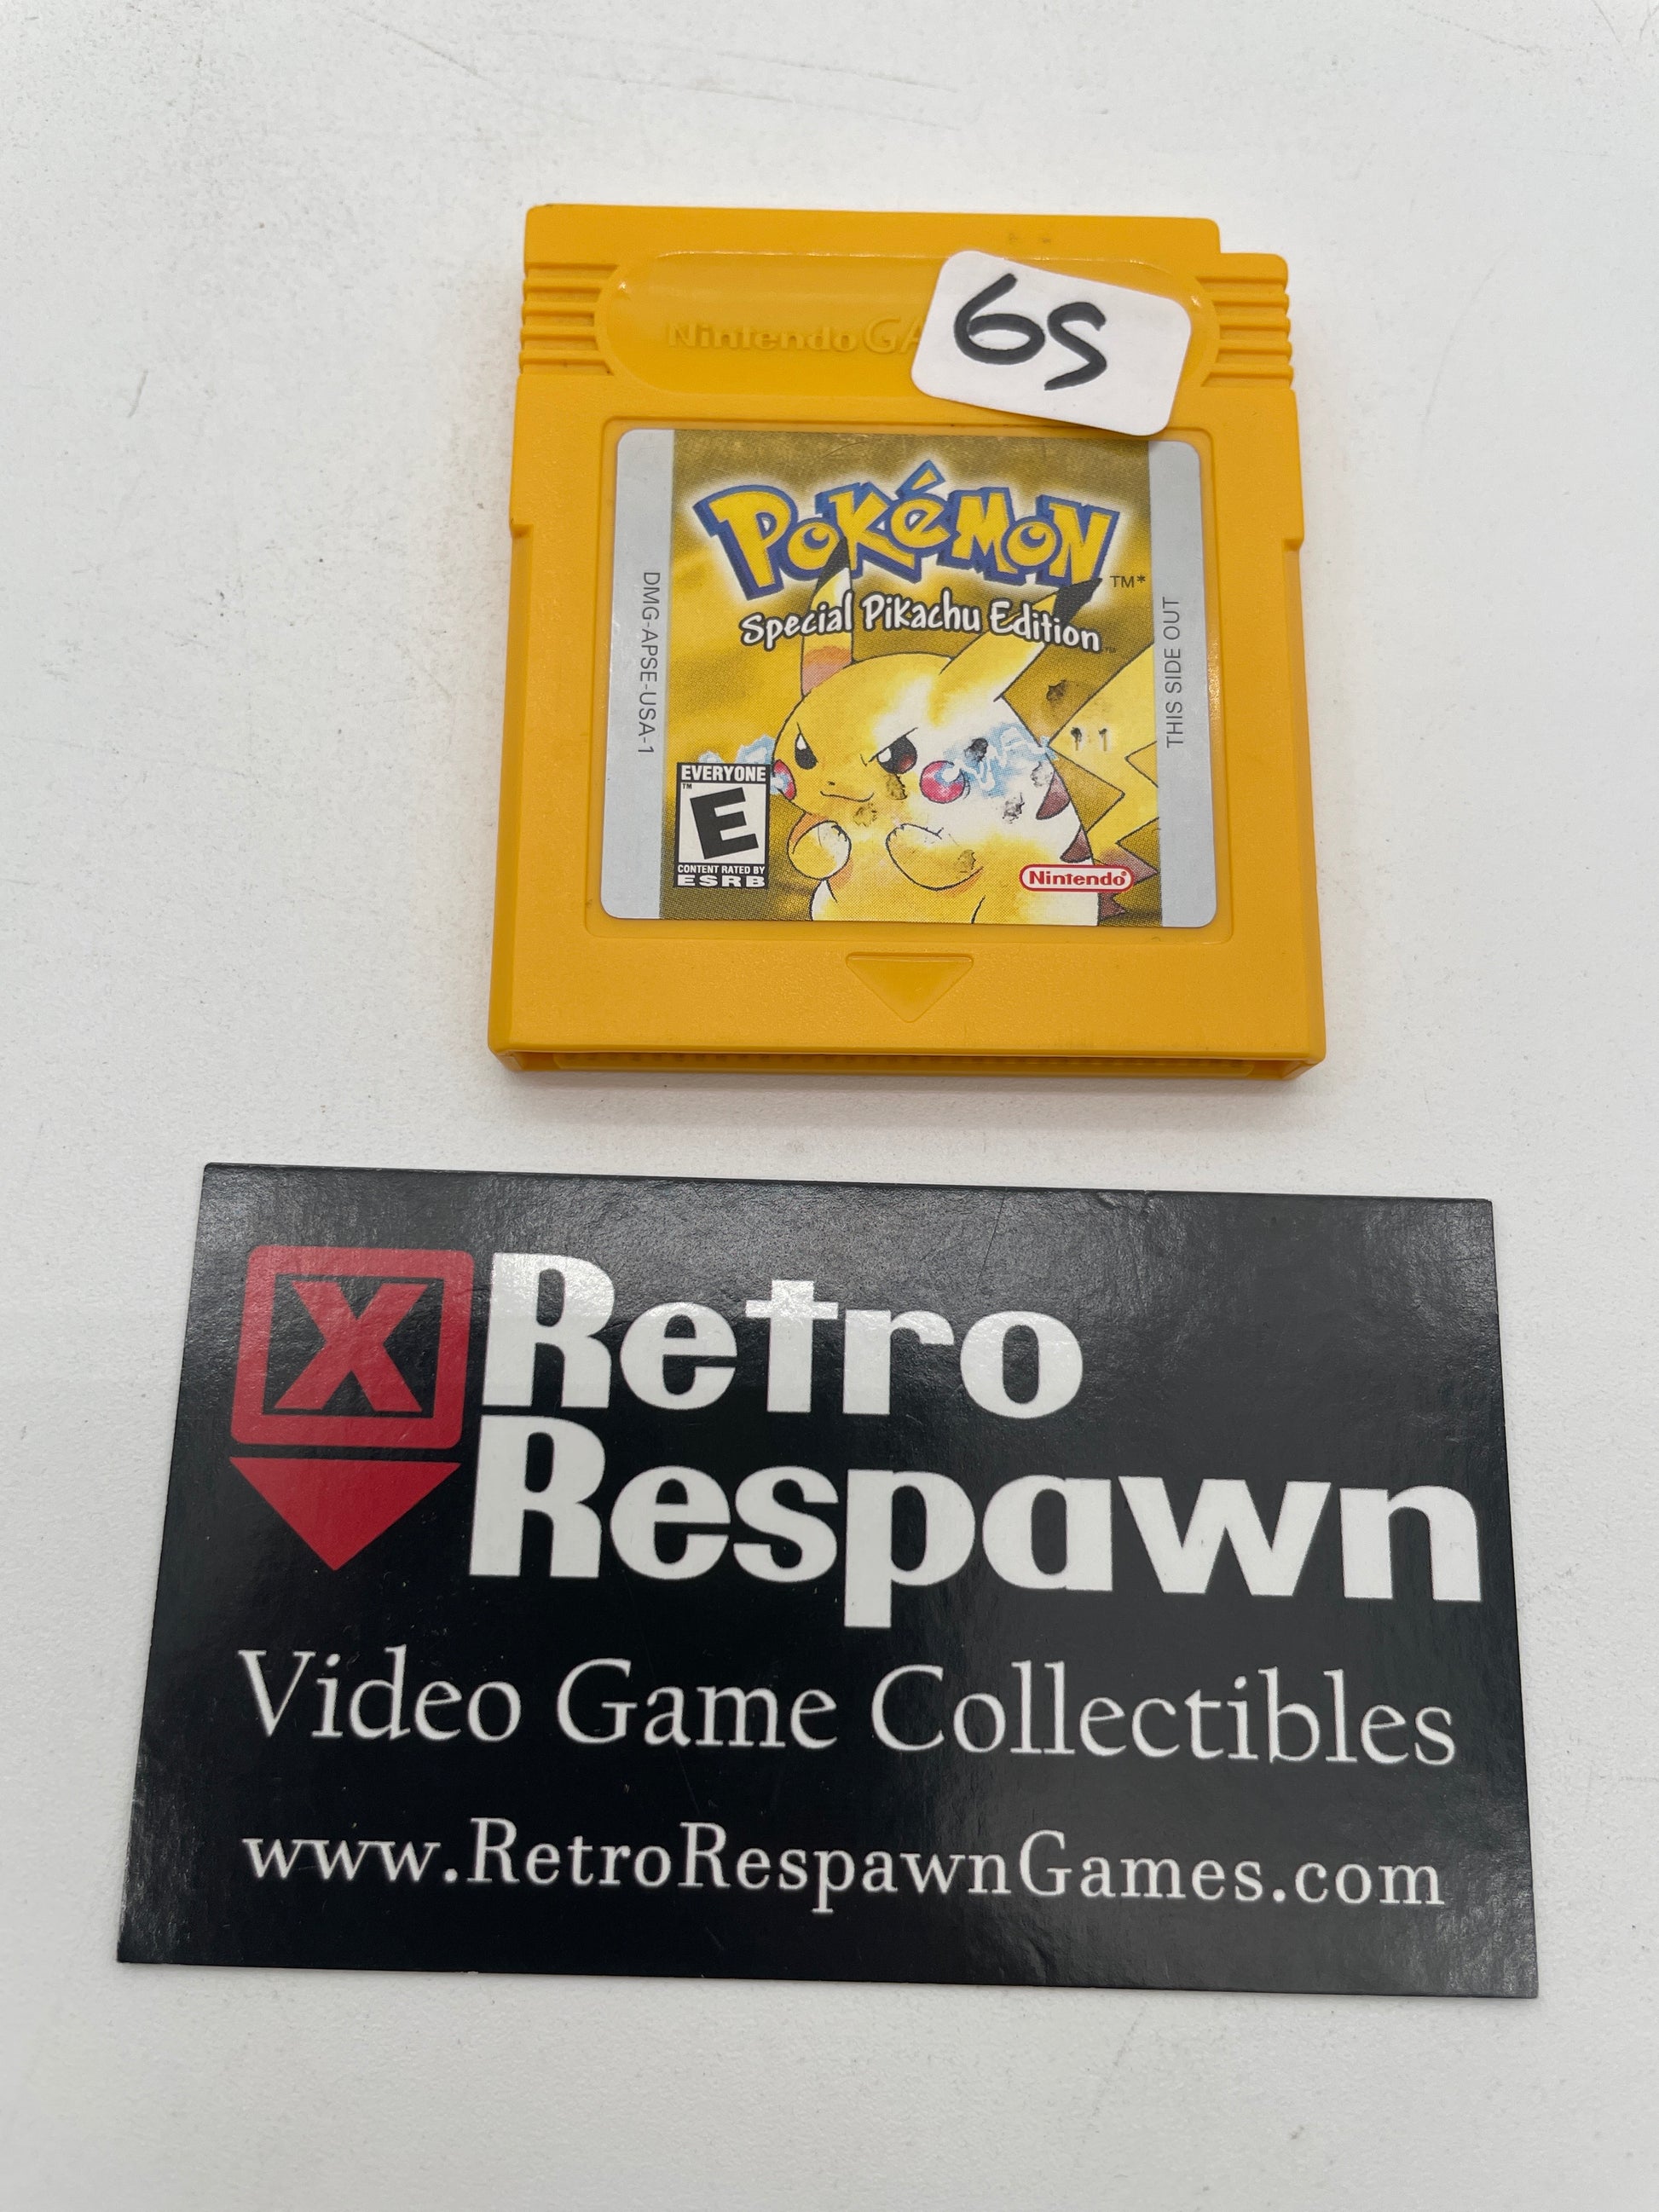 Nintendo GA
6S
POKéMON
TM*
Special Pikachu Edition
DMG-APSE-USA-1
THIS SIDE OUT
EVERYONE
TM
E
CONTENT RATED BY
ESRB
Nintendo®
X
Retro
Respawn
Video Game Collectibles
www.RetroRespawnGames.com